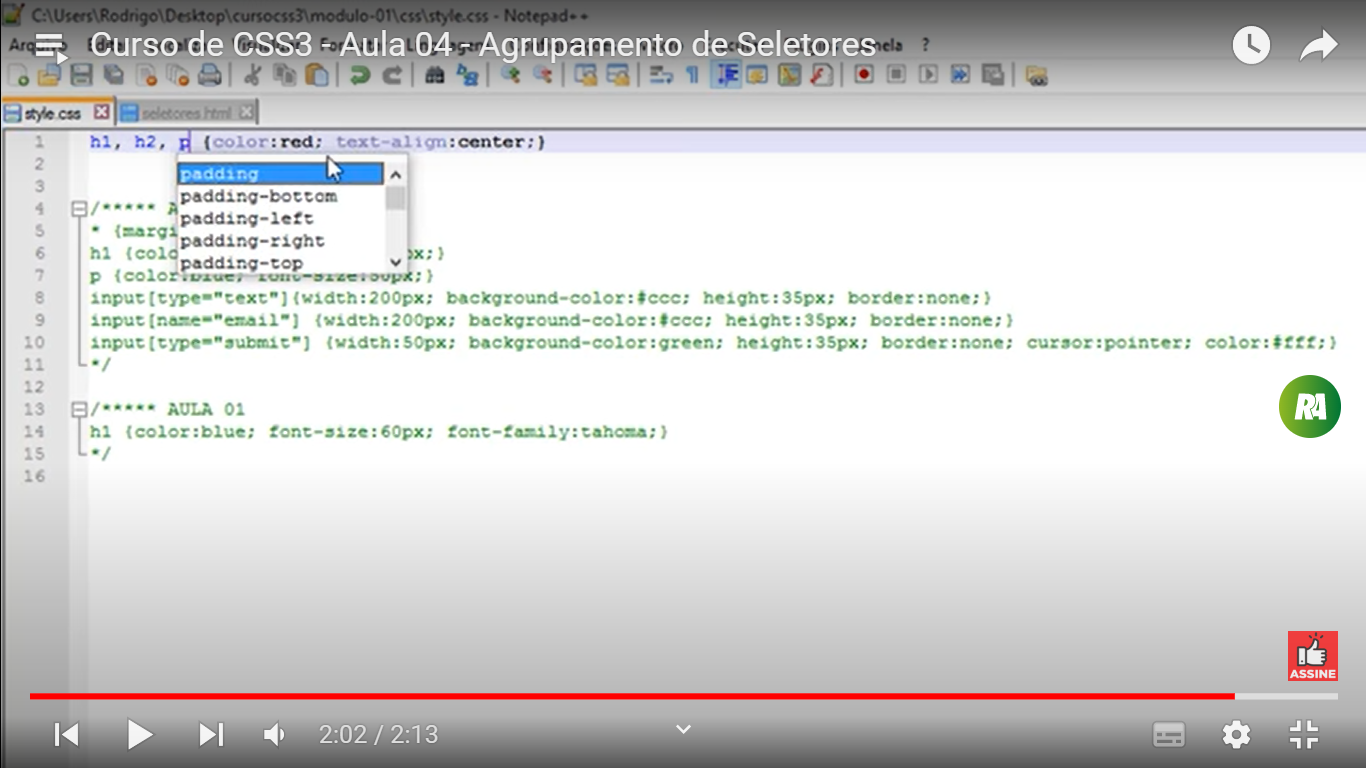 C:\Users\Rodrigo\Desktop\cursocss3\modulo-01\css\style.css - Notepad++
Curso de CSS3 - Aula 04 - Agrupamento de Seletores
?
style.css seletores.html
1 h1, h2, p {color:red; text-align:center;}
2 padding
3 padding-bottom
4 /***** A padding-left
5 * {margi padding-right
6 h1 {colo padding-top px;}
7 p {color:blue; font-size:30px;}
8 input[type="text"]{width:200px; background-color:#ccc; height:35px; border:none;}
9 input[name="email"] {width:200px; background-color:#ccc; height:35px; border:none;}
10 input[type="submit"] {width:50px; background-color:green; height:35px; border:none; cursor:pointer; color:#fff;}
11 */
12
13 /***** AULA 01
14 h1 {color:blue; font-size:60px; font-family:tahoma;}
15 */
16
RA
ASSINE
2:02 / 2:13